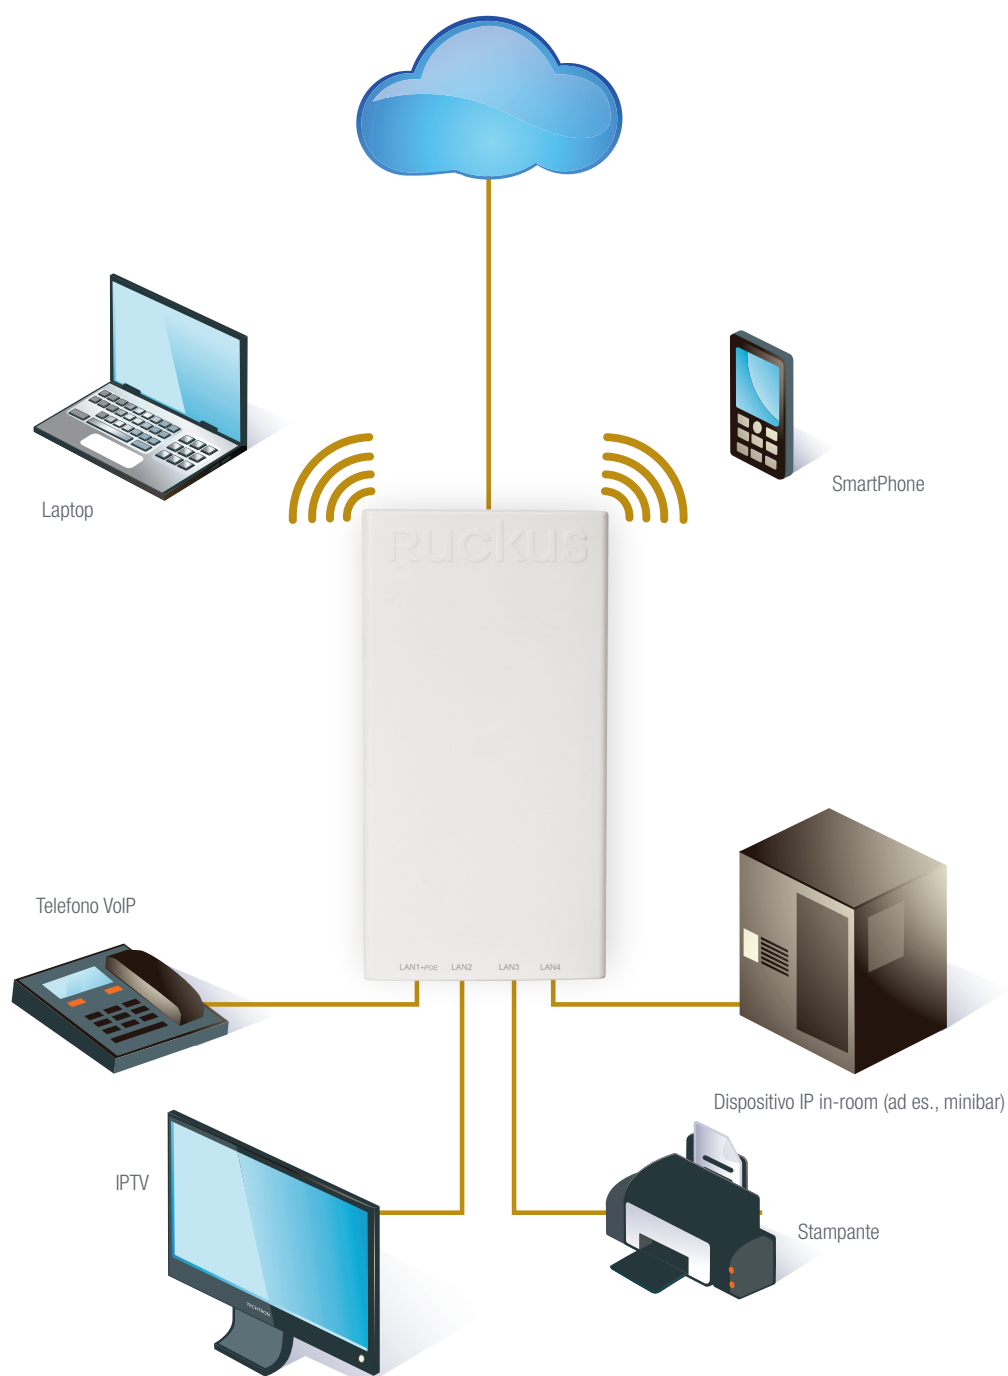 Laptop
SmartPhone
RUCKUS
Telefono VoIP
LAN1+POE LAN2 LAN3 LAN4
Dispositivo IP in-room (ad es., minibar)
IPTV
Stampante
TECHTRON